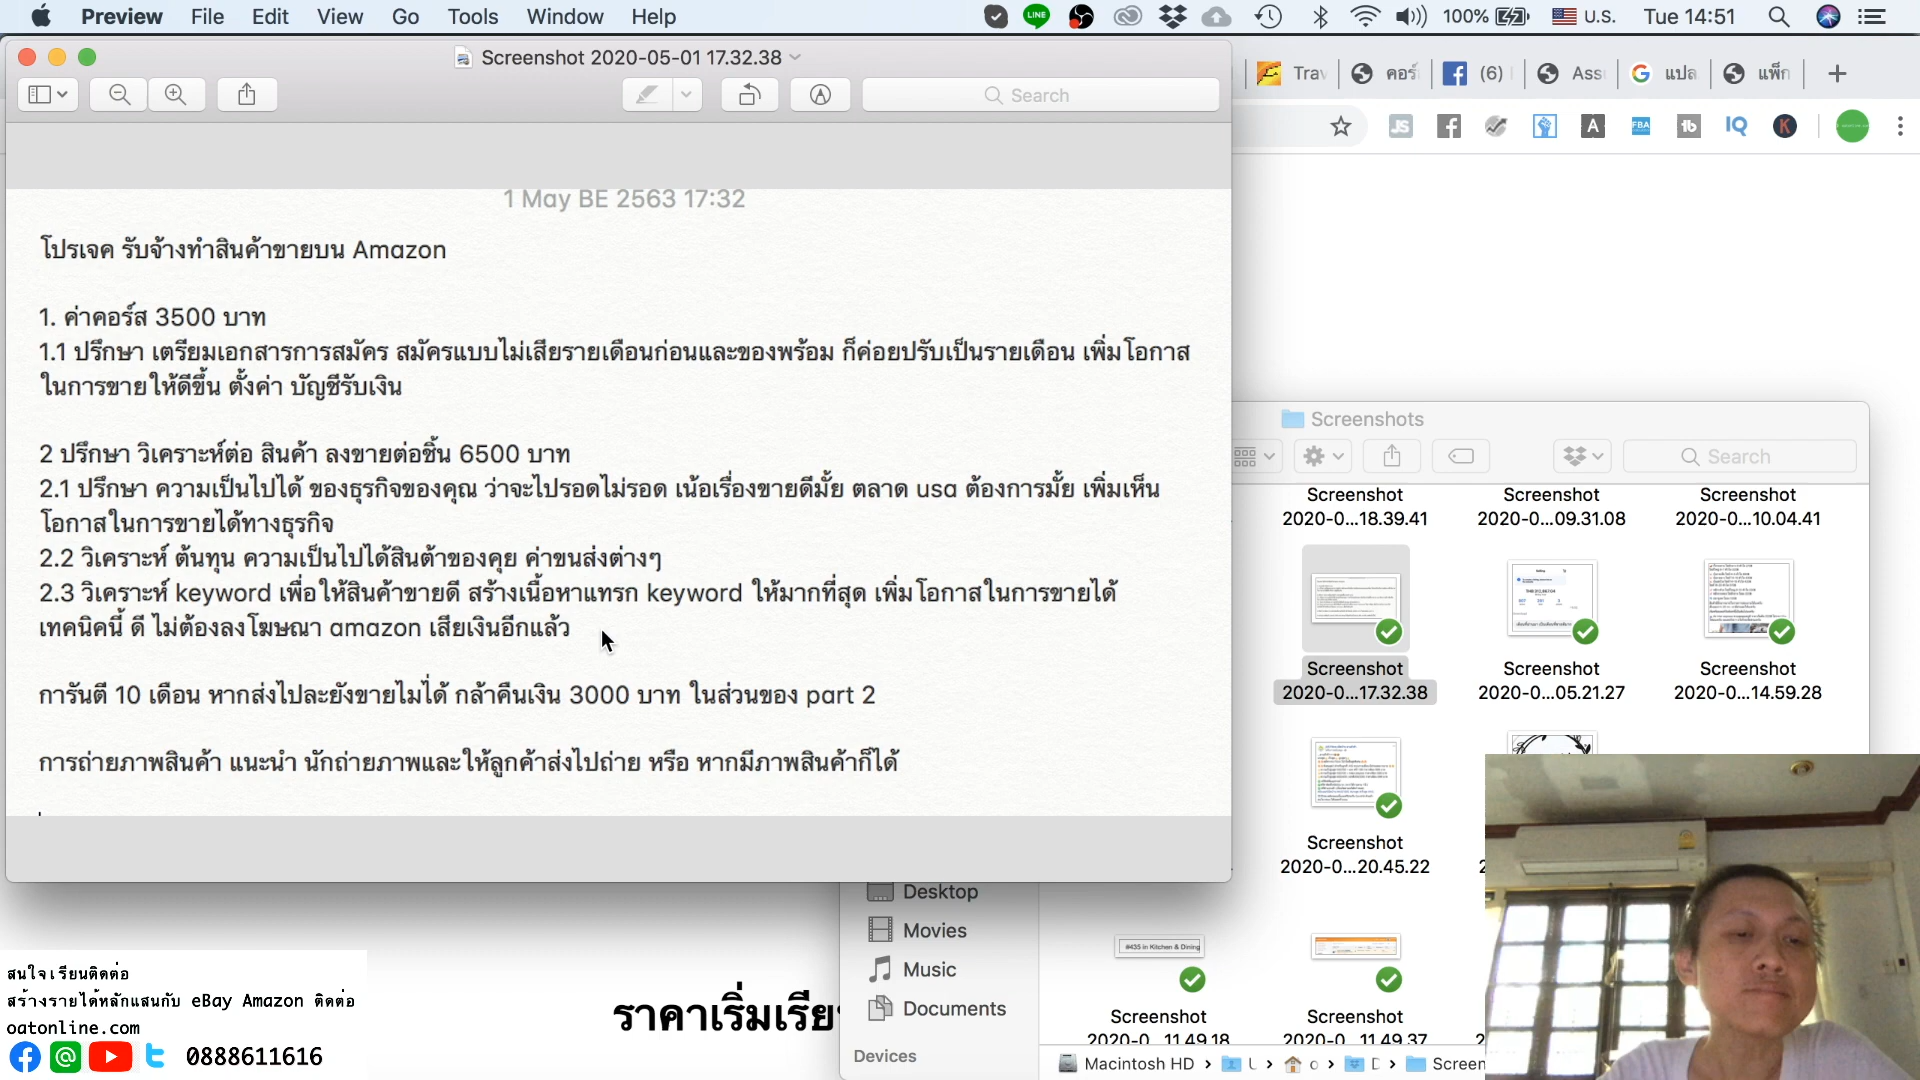 Preview File Edit View Go Tools Window Help
LINE 100% U.S. Tue 14:51
Screenshot 2020-05-01 17.32.38
Search
Trav คอร์ (6) Ass แปล แพ็ก
JS FBA IQ K
1 May BE 2563 17:32
โปรเจค รับจ้างทำสินค้าขายบน Amazon
1. ค่าคอร์ส 3500 บาท
1.1 ปรึกษา เตรียมเอกสารการสมัคร สมัครแบบไม่เสียรายเดือนก่อนและของพร้อม ก็ค่อยปรับเป็นรายเดือน เพิ่มโอกาส
ในการขายให้ดีขึ้น ตั้งค่า บัญชีรับเงิน
2 ปรึกษา วิเคราะห์ต่อ สินค้า ลงขายต่อชิ้น 6500 บาท
2.1 ปรึกษา ความเป็นไปได้ ของธุรกิจของคุณ ว่าจะไปรอดไม่รอด เน้อเรื่องขายดีมั้ย ตลาด usa ต้องการมั้ย เพิ่มเห็น
โอกาสในการขายได้ทางธุรกิจ
2.2 วิเคราะห์ ต้นทุน ความเป็นไปได้สินต้าของคุย ค่าขนส่งต่างๆ
2.3 วิเคราะห์ keyword เพื่อให้สินค้าขายดี สร้างเนื้อหาแทรก keyword ให้มากที่สุด เพิ่มโอกาสในการขายได้
เทคนิคนี้ ดี ไม่ต้องลงโฆษณา amazon เสียเงินอีกแล้ว
การันตี 10 เดือน หากส่งไปละยังขายไมไ่ด้ กล้าคืนเงิน 3000 บาท ในส่วนของ part 2
การถ่ายภาพสินค้า แนะนำ นักถ่ายภาพและให้ลูกค้าส่งไปถ่าย หรือ หากมีภาพสินค้าก็ได้
Screenshots
Search
Screenshot 2020-0...18.39.41
Screenshot 2020-0...09.31.08
Screenshot 2020-0...10.04.41
Screenshot 2020-0...17.32.38
Screenshot 2020-0...05.21.27
Screenshot 2020-0...14.59.28
Screenshot 2020-0...20.45.22
Desktop
Movies
Music
Documents
Devices
#435 in Kitchen & Dining
Screenshot 2020-0...11.49.18
Screenshot 2020-0...11.49.37
Macintosh HD › U › o › D › Screen
ราคาเริ่มเรีย
สนใจเรียนติดต่อ
สร้างรายได้หลักแสนกับ eBay Amazon ติดต่อ
oatonline.com
0888611616